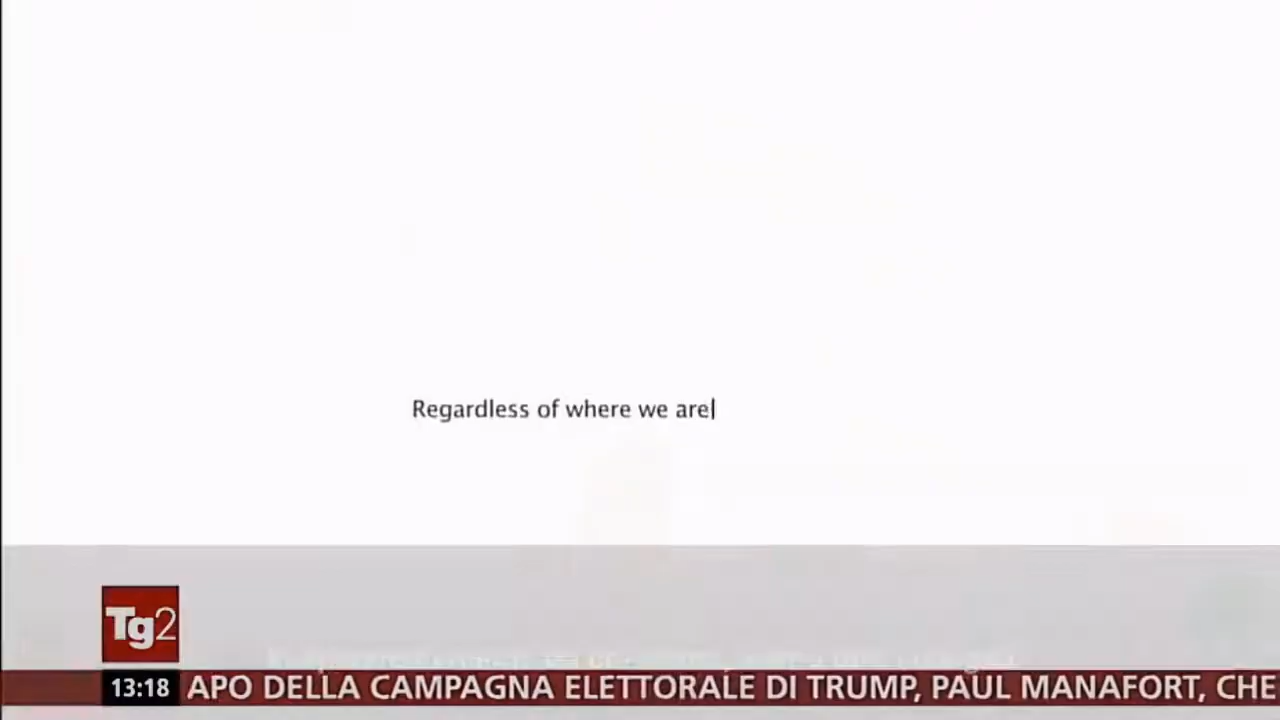 Regardless of where we are
Tg2
13:18 APO DELLA CAMPAGNA ELETTORALE DI TRUMP, PAUL MANAFORT, CHE